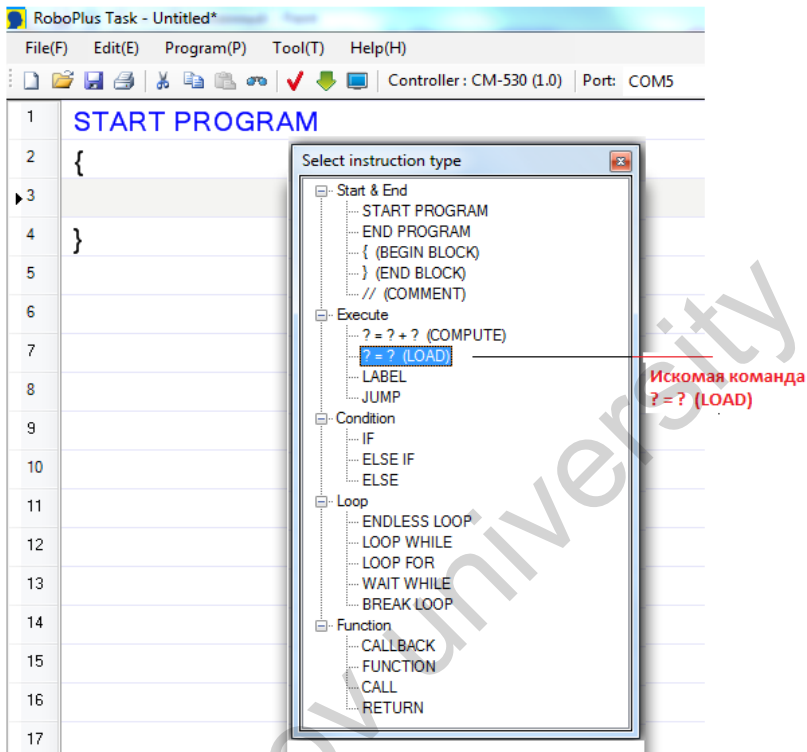 RoboPlus Task - Untitled*
File(F) Edit(E) Program(P) Tool(T) Help(H)
Controller : CM-530 (1.0) Port: COM5
1 START PROGRAM
2 {
3
4 }
5
6
7
8
9
10
11
12
13
14
15
16
17
Select instruction type
Start & End
START PROGRAM
END PROGRAM
{ (BEGIN BLOCK)
} (END BLOCK)
// (COMMENT)
Execute
? = ? + ? (COMPUTE)
? = ? (LOAD)
LABEL
JUMP
Condition
IF
ELSE IF
ELSE
Loop
ENDLESS LOOP
LOOP WHILE
LOOP FOR
WAIT WHILE
BREAK LOOP
Function
CALLBACK
FUNCTION
CALL
RETURN
Искомая команда
? = ? (LOAD)
university